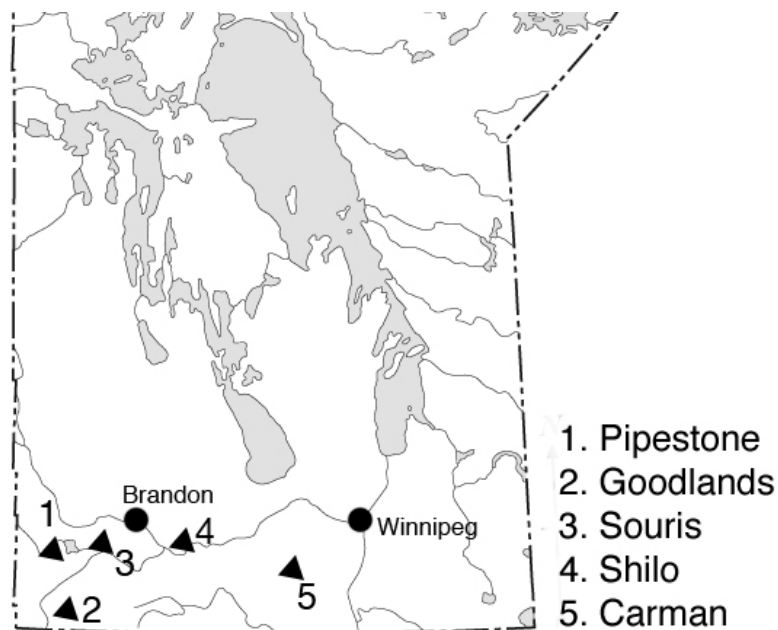 1. Pipestone
2. Goodlands
Brandon
1
4
Winnipeg
3. Souris
3
4. Shilo
5
2
5. Carman